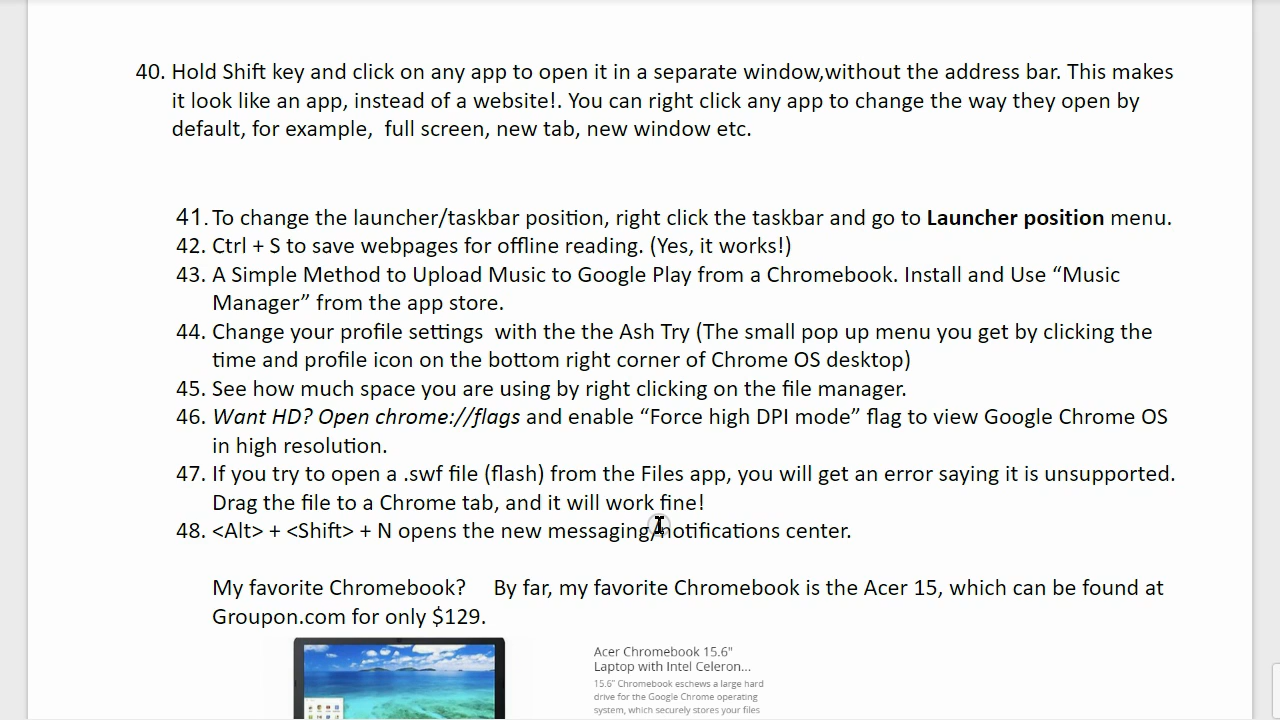 40. Hold Shift key and click on any app to open it in a separate window,without the address bar. This makes
it look like an app, instead of a website!. You can right click any app to change the way they open by
default, for example,  full screen, new tab, new window etc.
41. To change the launcher/taskbar position, right click the taskbar and go to Launcher position menu.
42. Ctrl + S to save webpages for offline reading. (Yes, it works!)
43. A Simple Method to Upload Music to Google Play from a Chromebook. Install and Use “Music
Manager” from the app store.
44. Change your profile settings  with the the Ash Try (The small pop up menu you get by clicking the
time and profile icon on the bottom right corner of Chrome OS desktop)
45. See how much space you are using by right clicking on the file manager.
46. Want HD? Open chrome://flags and enable “Force high DPI mode” flag to view Google Chrome OS
in high resolution.
47. If you try to open a .swf file (flash) from the Files app, you will get an error saying it is unsupported.
Drag the file to a Chrome tab, and it will work fine!
48. <Alt> + <Shift> + N opens the new messaging/notifications center.
My favorite Chromebook?    By far, my favorite Chromebook is the Acer 15, which can be found at
Groupon.com for only $129.
Acer Chromebook 15.6"
Laptop with Intel Celeron...
15.6" Chromebook eschews a large hard
drive for the Google Chrome operating
system, which securely stores your files